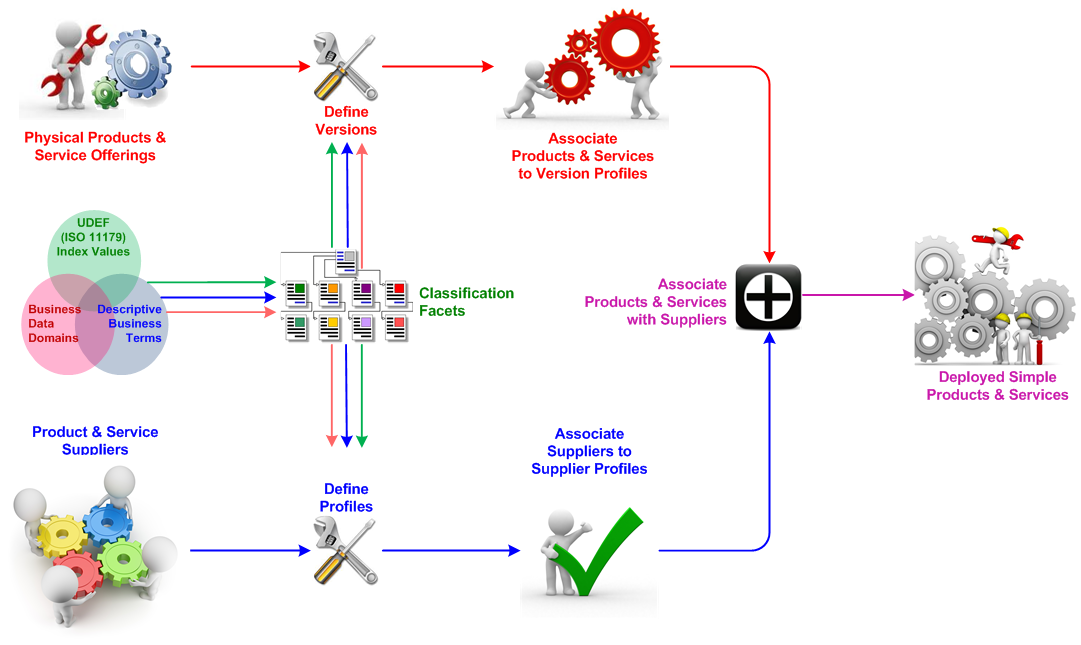 Physical Products &
Service Offerings
Define
Versions
Associate
Products & Services
to Version Profiles
UDEF
(ISO 11179)
Index Values
Business
Data
Domains
Descriptive
Business
Terms
Classification
Facets
Associate
Products & Services
with Suppliers
Deployed Simple
Products & Services
Product & Service
Suppliers
Define
Profiles
Associate
Suppliers to
Supplier Profiles